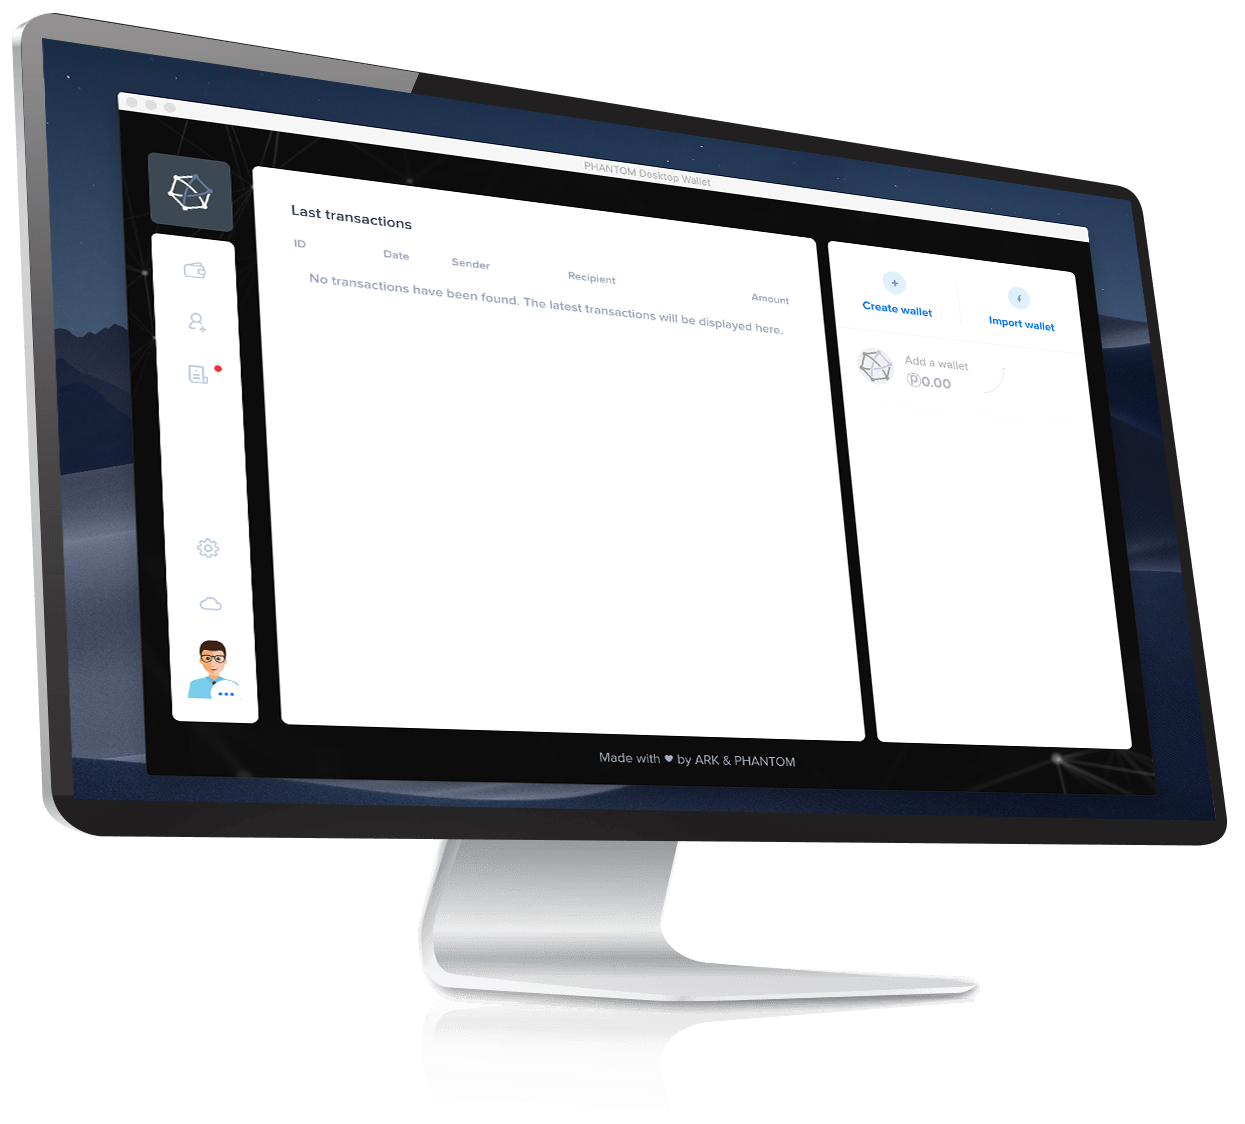 PHANTOM Desktop Wallet
Last transactions
ID Date Sender Recipient Amount
No transactions have been found. The latest transactions will be displayed here.
Create wallet
Import wallet
Add a wallet
ⓟ0.00
Made with ♥ by ARK & PHANTOM